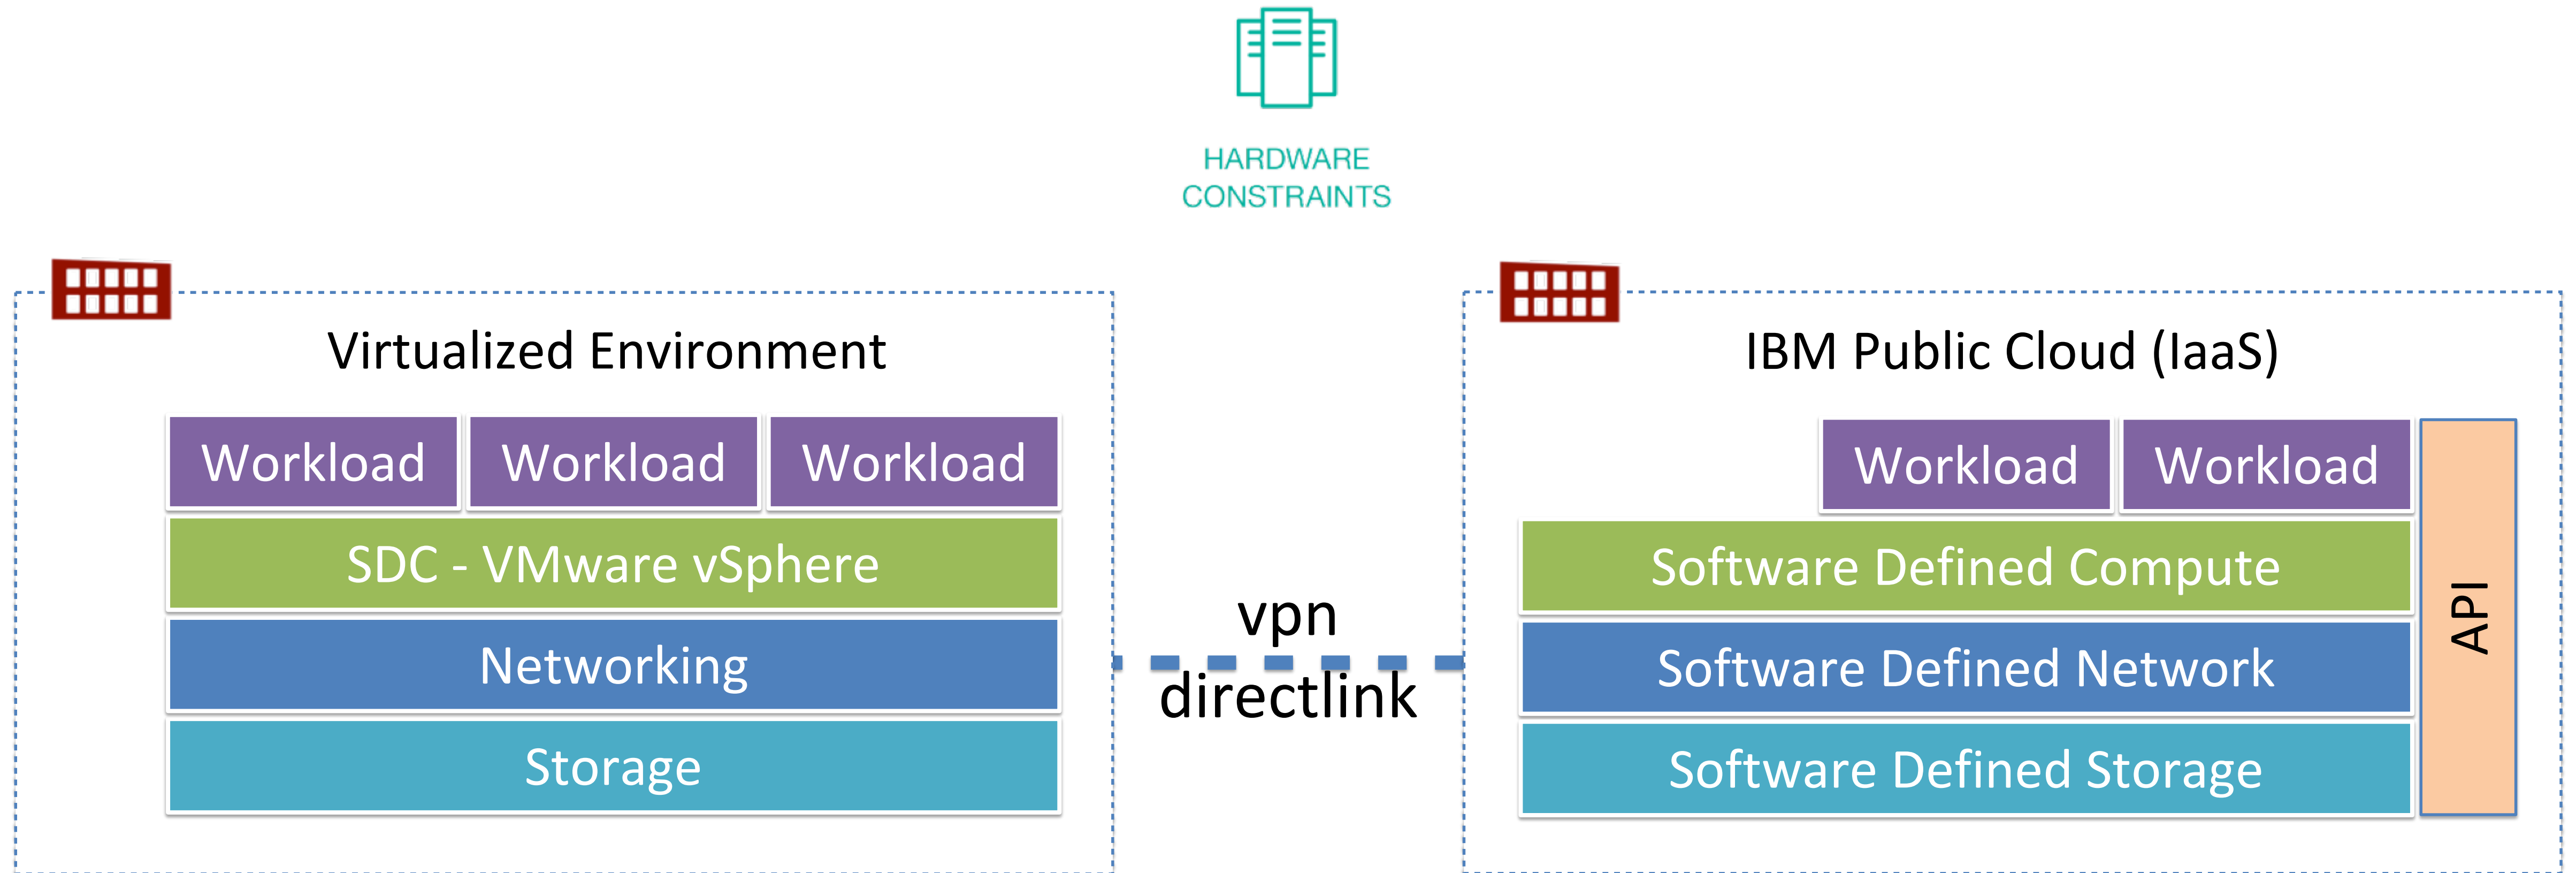 HARDWARE
CONSTRAINTS
Virtualized Environment
Workload
Workload
Workload
SDC - VMware vSphere
Networking
Storage
vpn
directlink
IBM Public Cloud (IaaS)
Workload
Workload
Software Defined Compute
Software Defined Network
Software Defined Storage
API